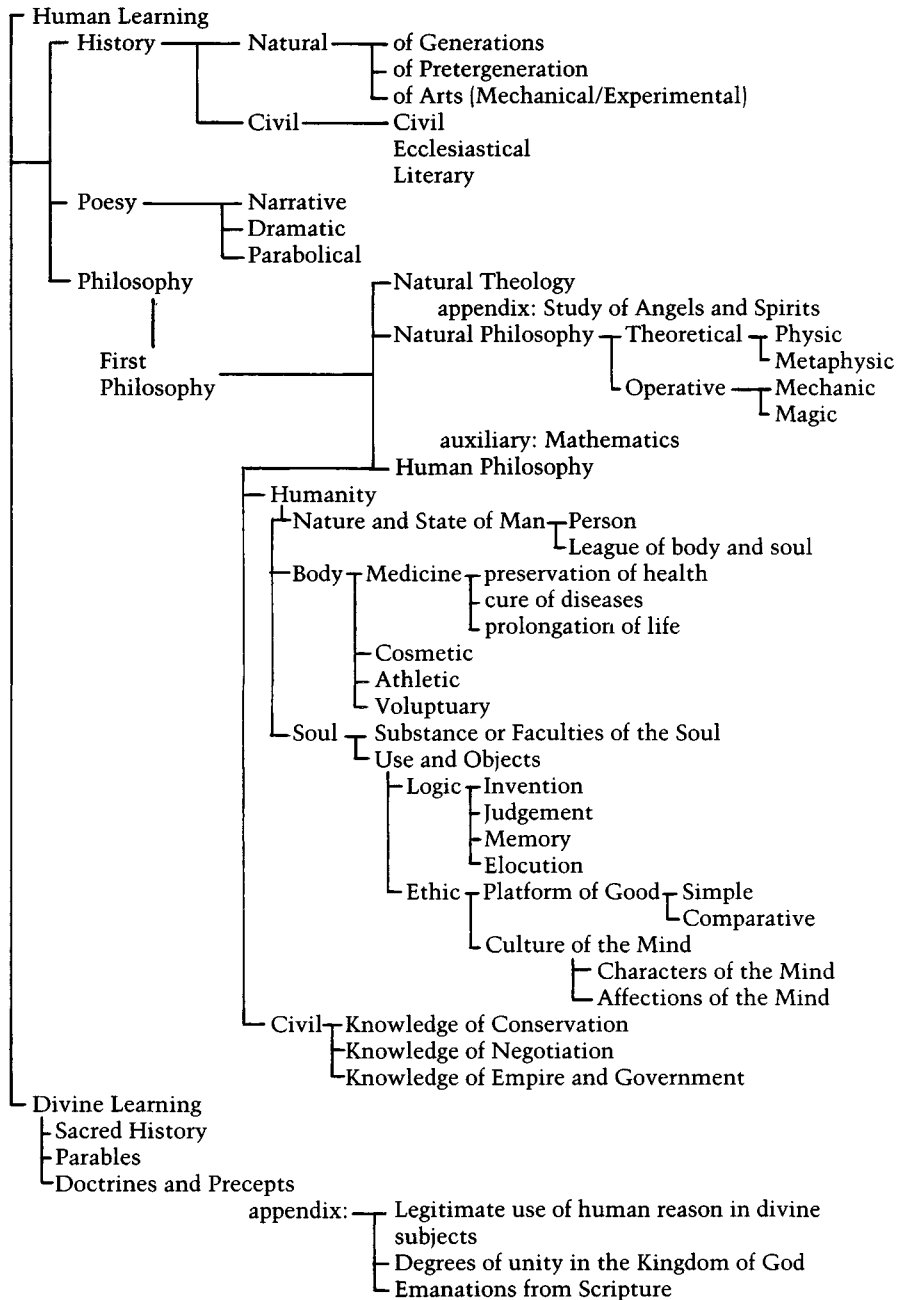 Human Learning
History Natural of Generations
of Pretergeneration
of Arts (Mechanical/Experimental)
Civil Civil
Ecclesiastical
Literary
Poesy Narrative
Dramatic
Parabolical
Philosophy Natural Theology
appendix: Study of Angels and Spirits
Natural Philosophy Theoretical Physic
First Metaphysic
Philosophy Operative Mechanic
Magic
auxiliary: Mathematics
Human Philosophy
Humanity
Nature and State of Man Person
League of body and soul
Body Medicine preservation of health
cure of diseases
prolongation of life
Cosmetic
Athletic
Voluptuary
Soul Substance or Faculties of the Soul
Use and Objects
Logic Invention
Judgement
Memory
Elocution
Ethic Platform of Good Simple
Comparative
Culture of the Mind
Characters of the Mind
Affections of the Mind
Civil Knowledge of Conservation
Knowledge of Negotiation
Knowledge of Empire and Government
Divine Learning
Sacred History
Parables
Doctrines and Precepts
appendix: Legitimate use of human reason in divine
subjects
Degrees of unity in the Kingdom of God
Emanations from Scripture